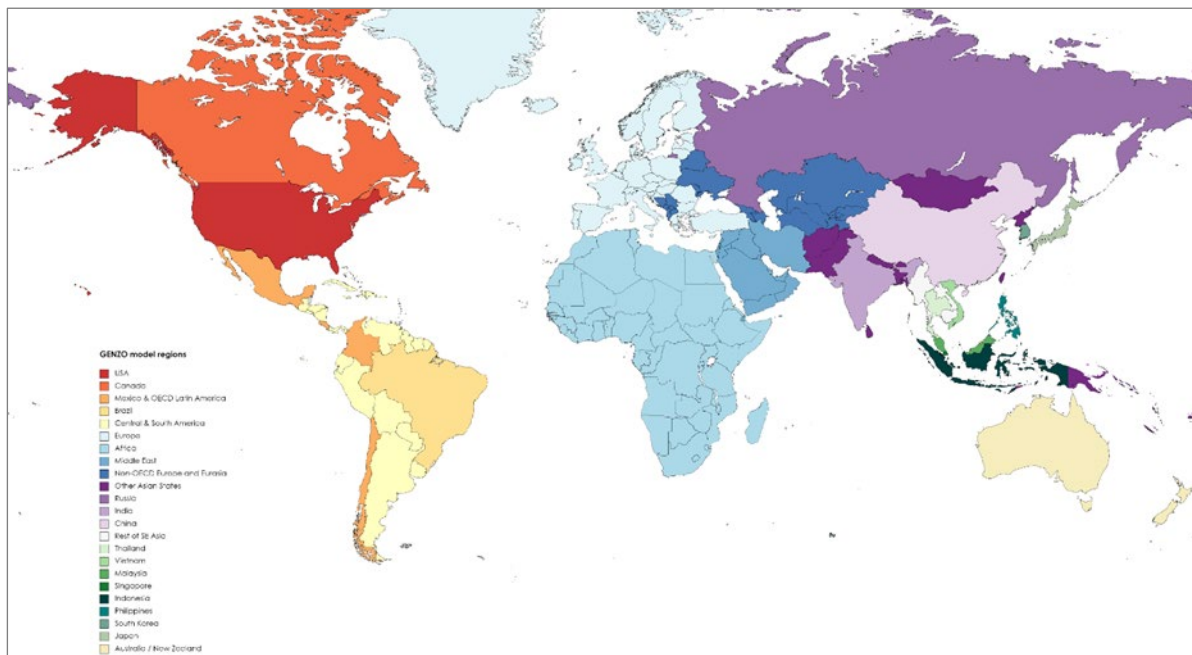 GENZO model regions
USA
Canada
Mexico & OECD Latin America
Brazil
Central & South America
Europe
Africa
Middle East
Non-OECD Europe and Eurasia
Other Asian States
Russia
India
China
Rest of SE Asia
Thailand
Vietnam
Malaysia
Singapore
Indonesia
Philippines
South Korea
Japan
Australia / New Zealand